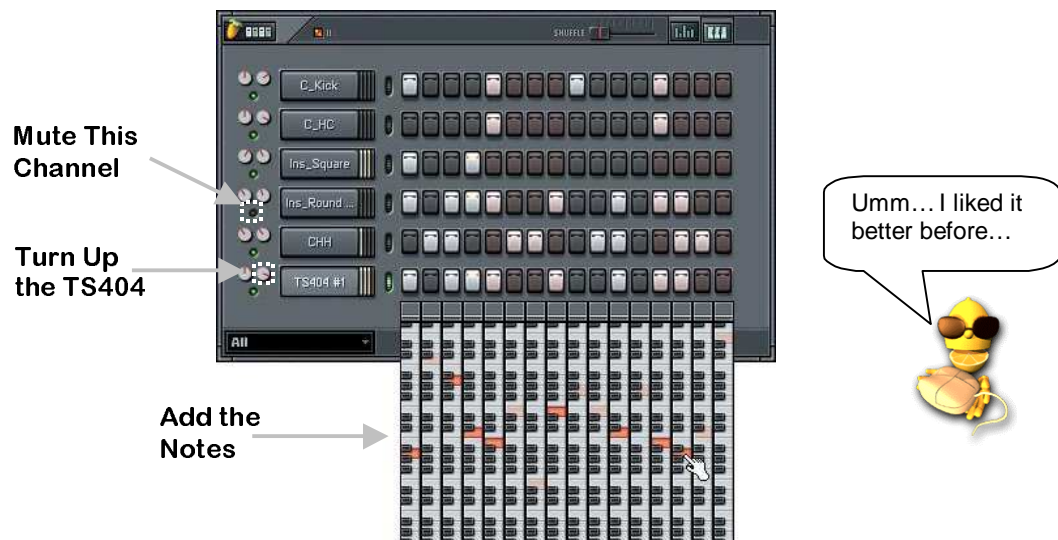 SHUFFLE
C_Kick
C_HC
Mute This
Channel
Ins_Square
Ins_Round ...
Umm... I liked it
better before...
CHH
Turn Up
the TS404
TS404 #1
All
Add the
Notes